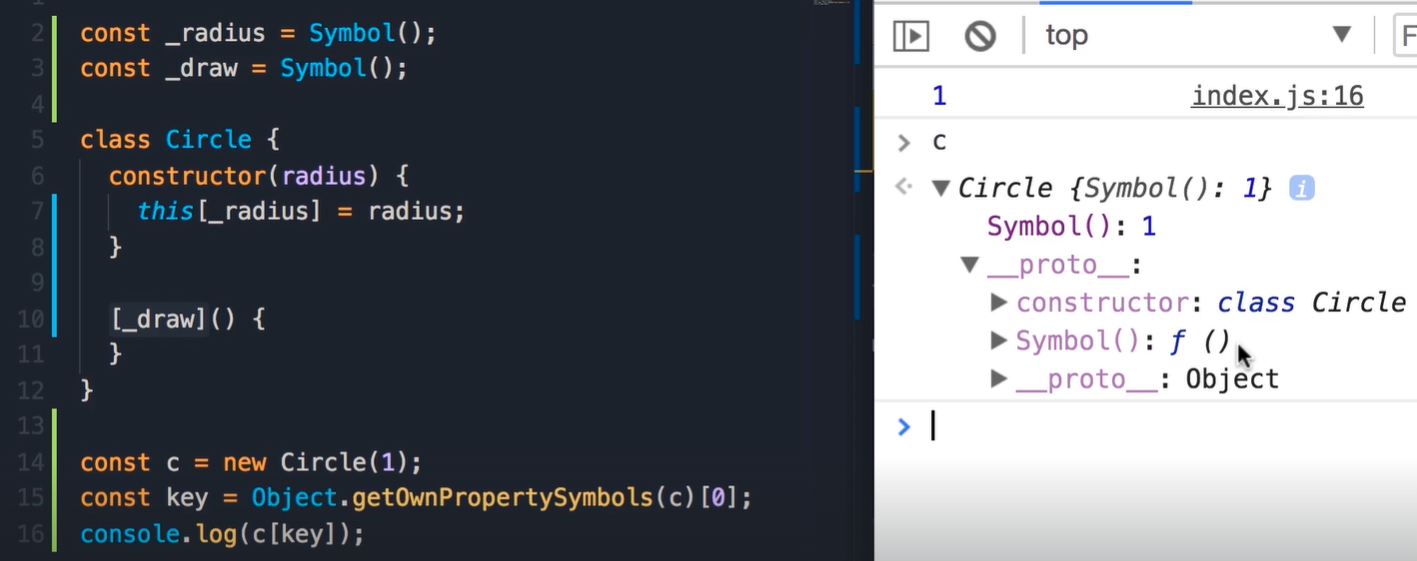 2 const _radius = Symbol();
3 const _draw = Symbol();
4
5 class Circle {
6 constructor(radius) {
7 this[_radius] = radius;
8 }
9
10 [_draw]() {
11 }
12 }
13
14 const c = new Circle(1);
15 const key = Object.getOwnPropertySymbols(c)[0];
16 console.log(c[key]);
top
1 index.js:16
> c
Circle {Symbol(): 1} i
Symbol(): 1
__proto__:
constructor: class Circle
Symbol(): ƒ ()
__proto__: Object
>